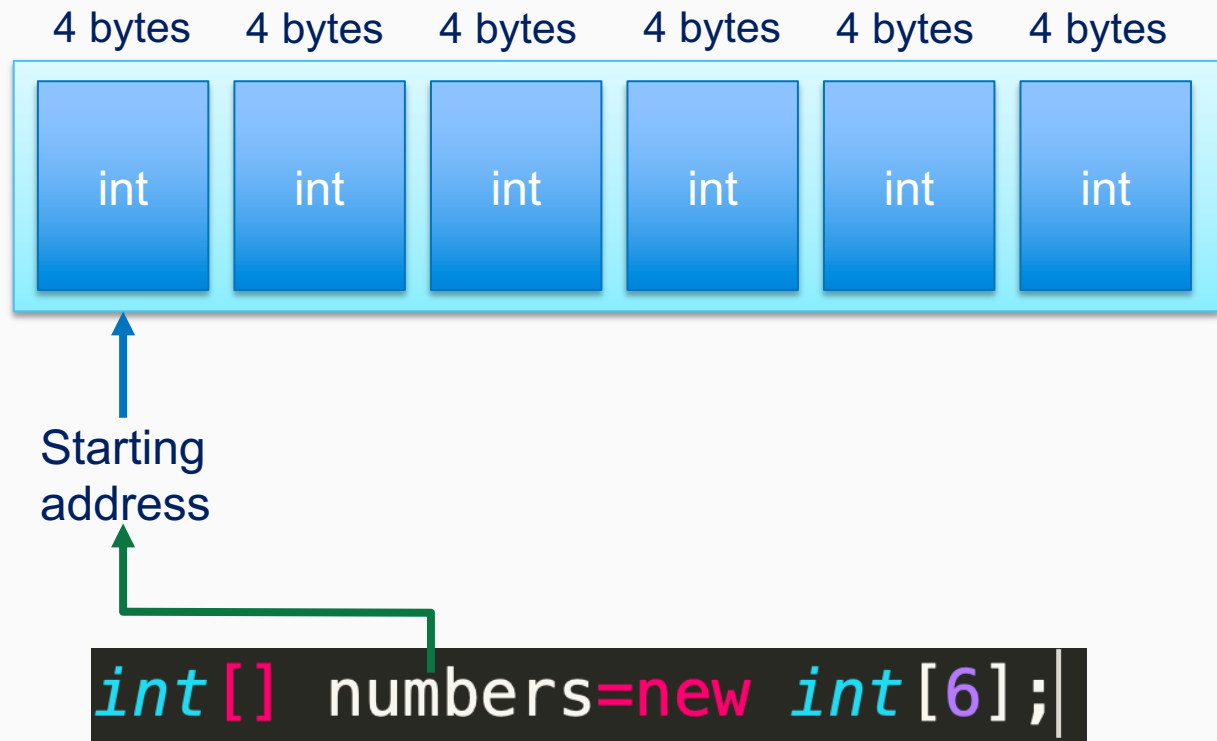 4 bytes 4 bytes 4 bytes 4 bytes 4 bytes 4 bytes
int int int int int int
Starting
address
int[] numbers=new int[6];